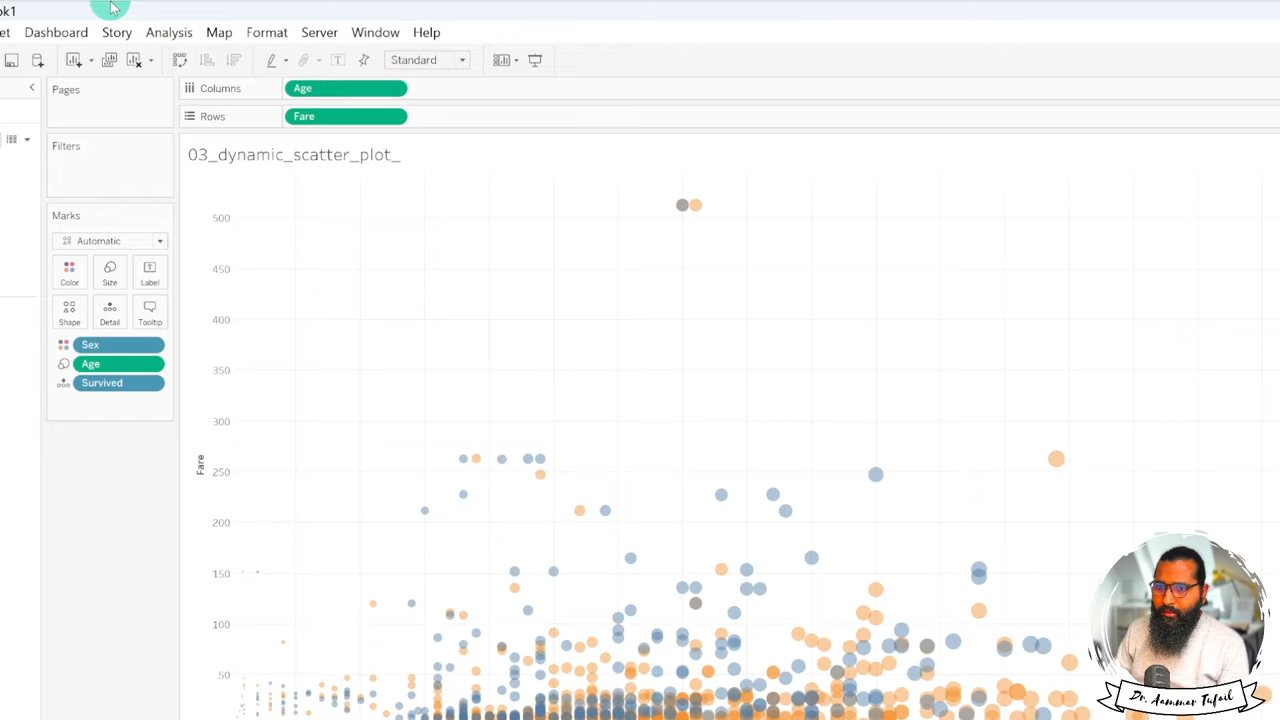 ok1
et Dashboard Story Analysis Map Format Server Window Help
Standard
Pages
Columns Age
Rows Fare
Filters
03_dynamic_scatter_plot_
Marks
Automatic
Color Size Label
Shape Detail Tooltip
Sex
Age
Survived
Fare
500
450
400
350
300
250
200
150
100
50
Dr. Aammar Tufail